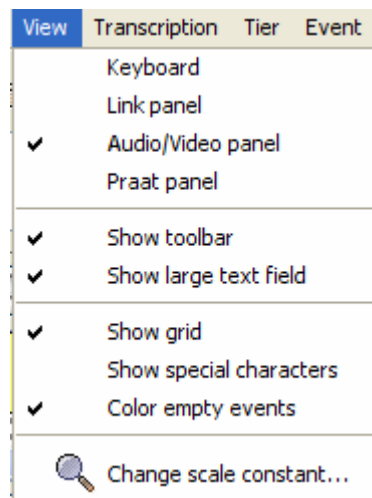 View Transcription Tier Event
Keyboard
Link panel
Audio/Video panel
Praat panel
Show toolbar
Show large text field
Show grid
Show special characters
Color empty events
Change scale constant...